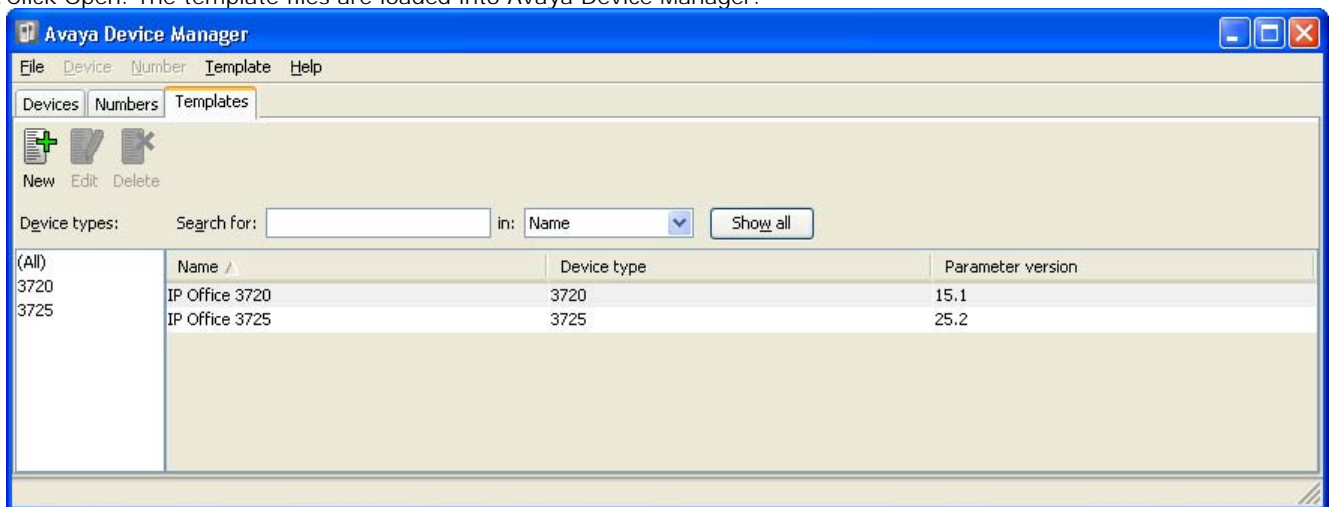 Click Open. The template files are loaded into Avaya Device Manager.
Avaya Device Manager
File Device Number Template Help
Devices Numbers Templates
New Edit Delete
Device types: Search for: in: Name Show all
(All)
3720
3725
Name Device type Parameter version
IP Office 3720 3720 15.1
IP Office 3725 3725 25.2